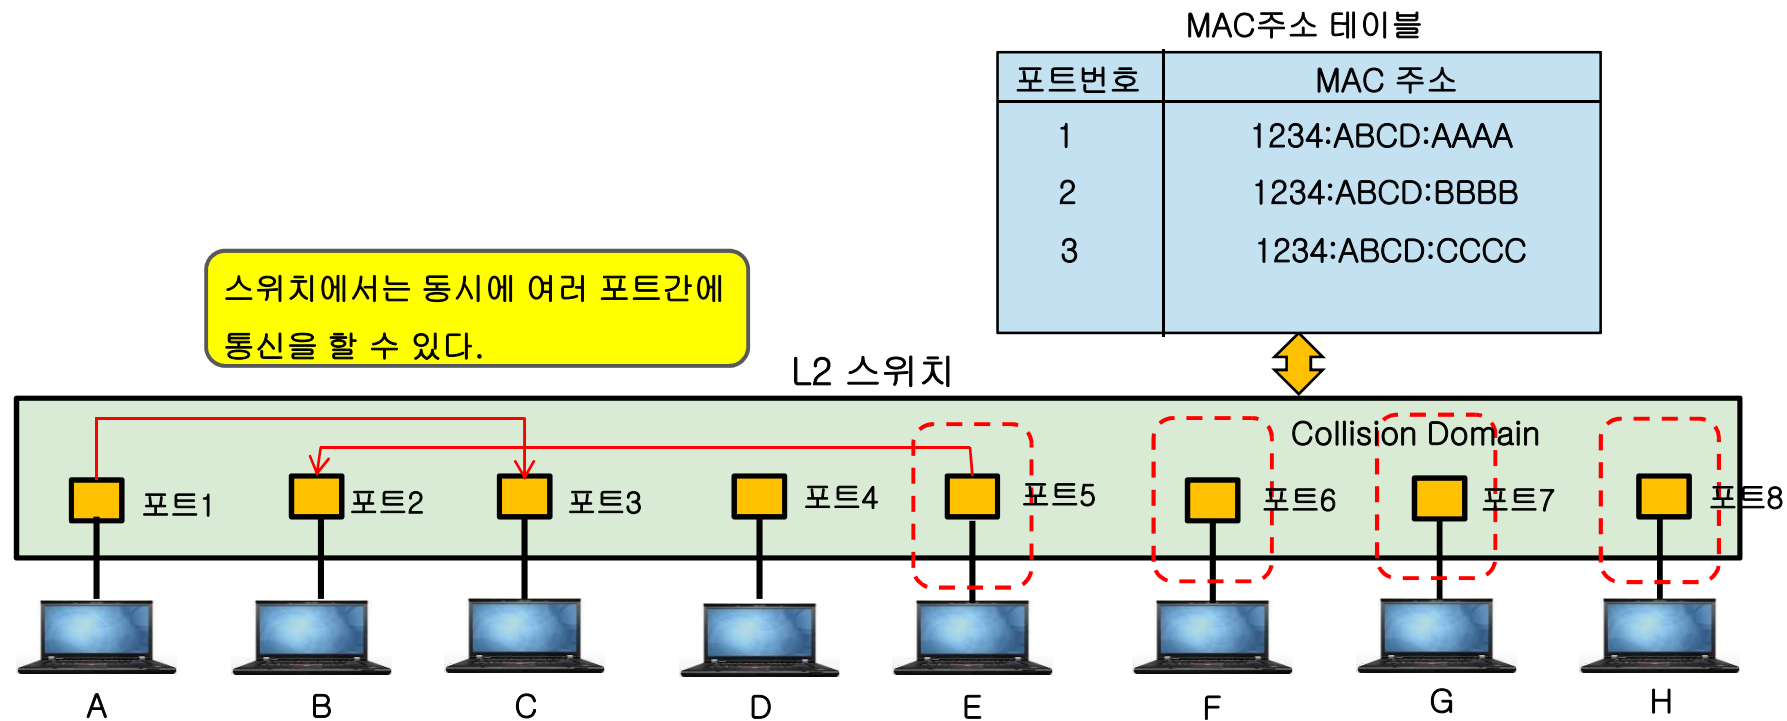 MAC주소 테이블
포트번호 MAC 주소
1 1234:ABCD:AAAA
2 1234:ABCD:BBBB
3 1234:ABCD:CCCC
스위치에서는 동시에 여러 포트간에
통신을 할 수 있다.
L2 스위치
Collision Domain
포트1 포트2 포트3 포트4 포트5 포트6 포트7 포트8
A B C D E F G H